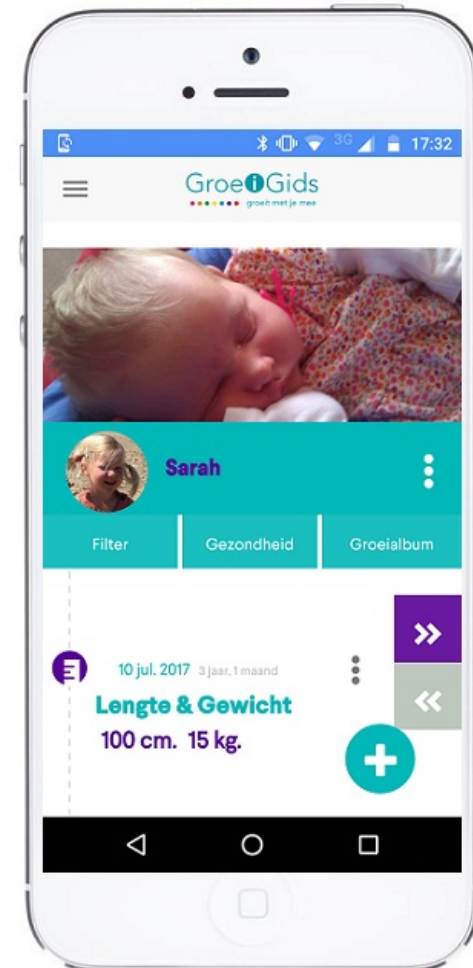 3G 17:32
GroeiGids
groeit met je mee
Sarah
Filter Gezondheid Groeialbum
10 jul. 2017 3 jaar, 1 maand
Lengte & Gewicht
100 cm. 15 kg.